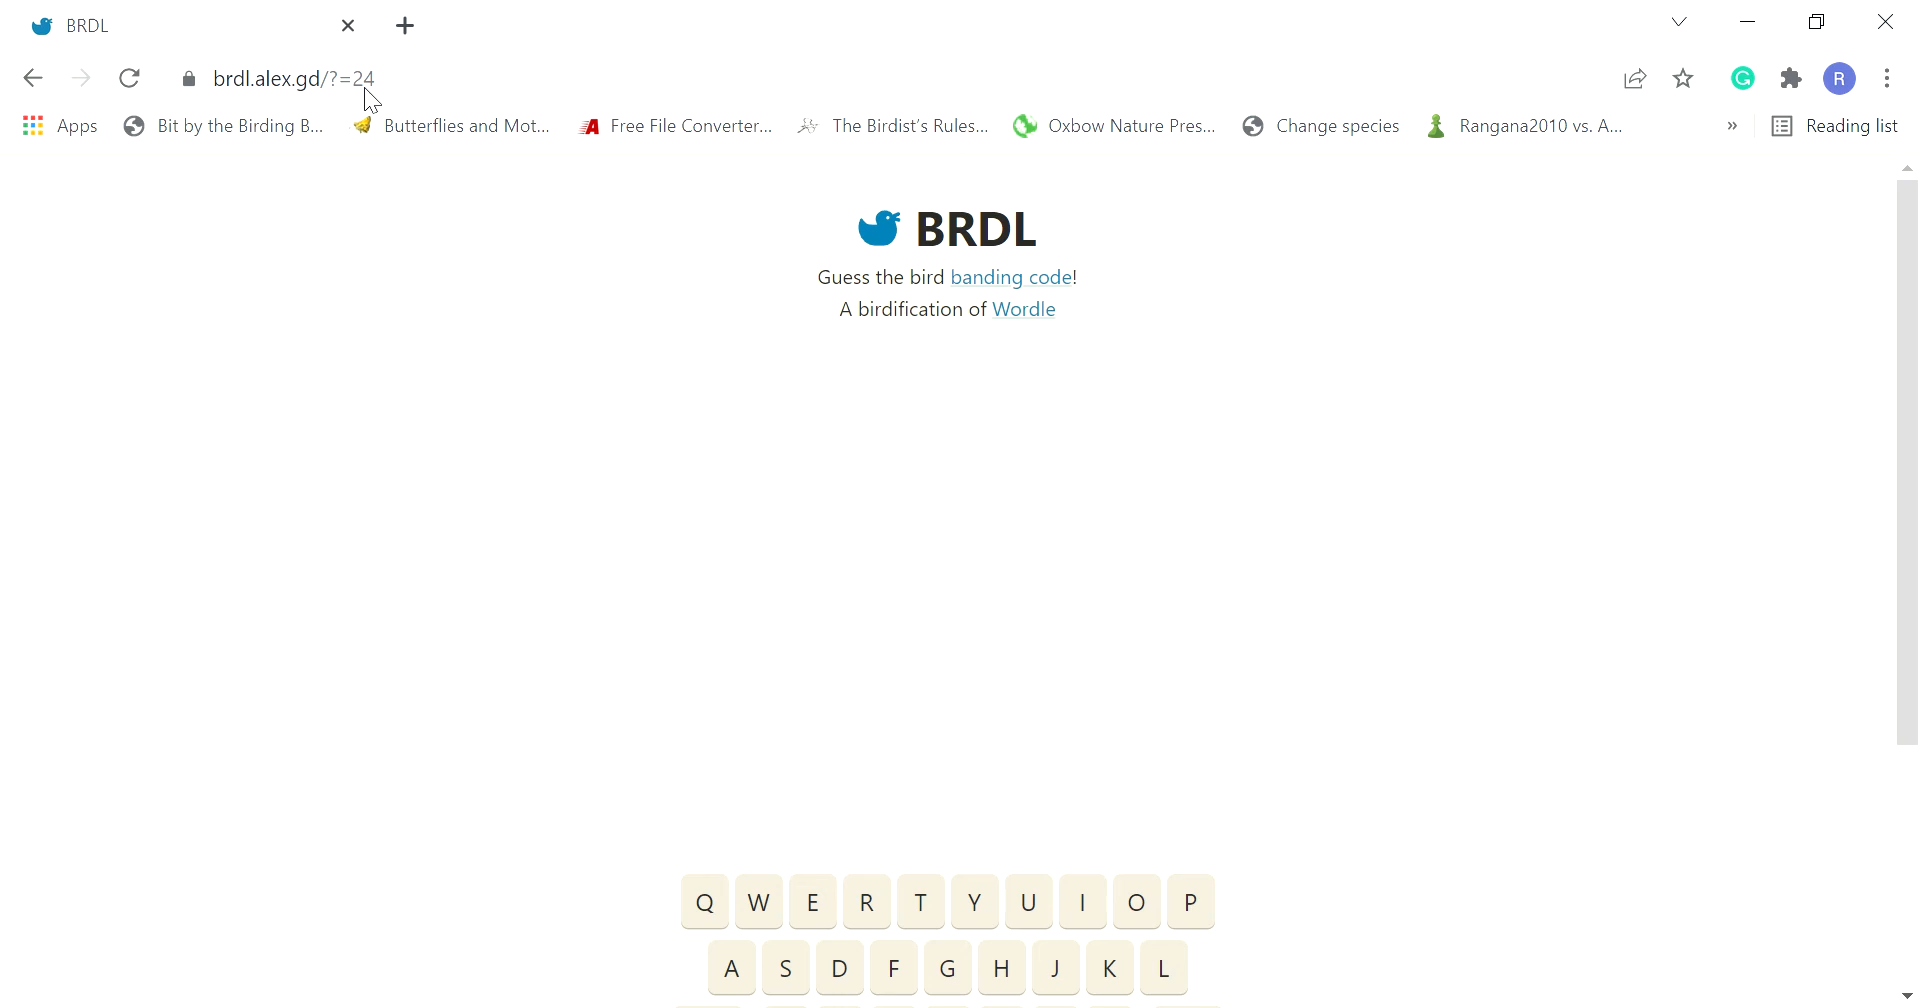 BRDL
brdl.alex.gd/?=24
R
Apps Bit by the Birding B... Butterflies and Mot... Free File Converter... The Birdist's Rules... Oxbow Nature Pres... Change species Rangana2010 vs. A... » Reading list
BRDL
Guess the bird banding code!
A birdification of Wordle
Q W E R T Y U I O P
A S D F G H J K L